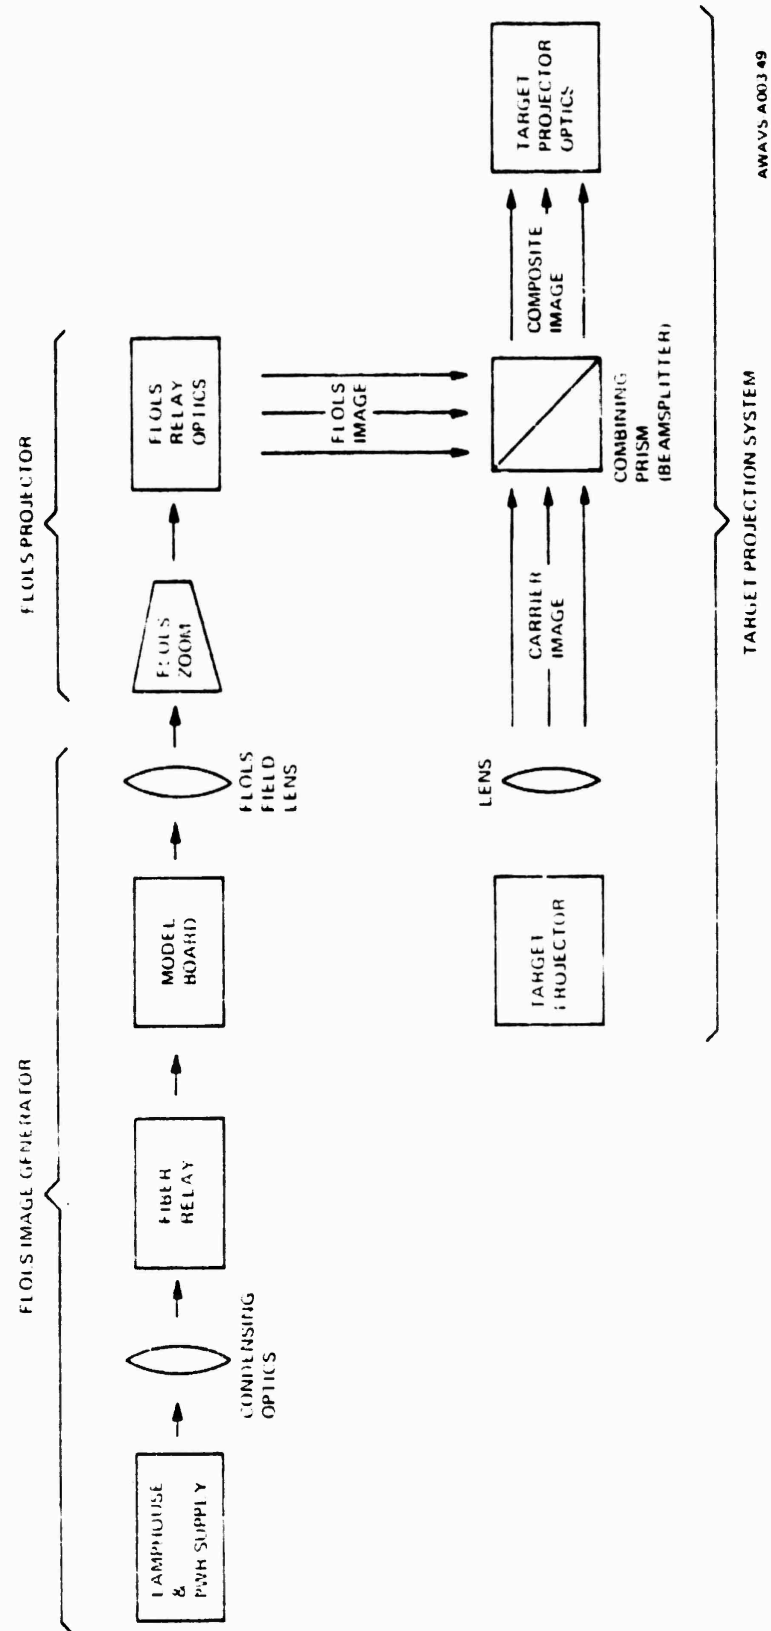 FLOLS IMAGE GENERATOR
FLOLS PROJECTOR
LAMPHOUSE
&
PWR SUPPLY
CONDENSING
OPTICS
FIBER
RELAY
MODEL
BOARD
FLOLS
FIELD
LENS
FLOLS
ZOOM
FLOLS
RELAY
OPTICS
FLOLS
IMAGE
TARGET
PROJECTOR
LENS
CARRIER
IMAGE
COMBINING
PRISM
(BEAMSPLITTER)
COMPOSITE
IMAGE
TARGET
PROJECTOR
OPTICS
TARGET PROJECTION SYSTEM
AWAVS A003 49